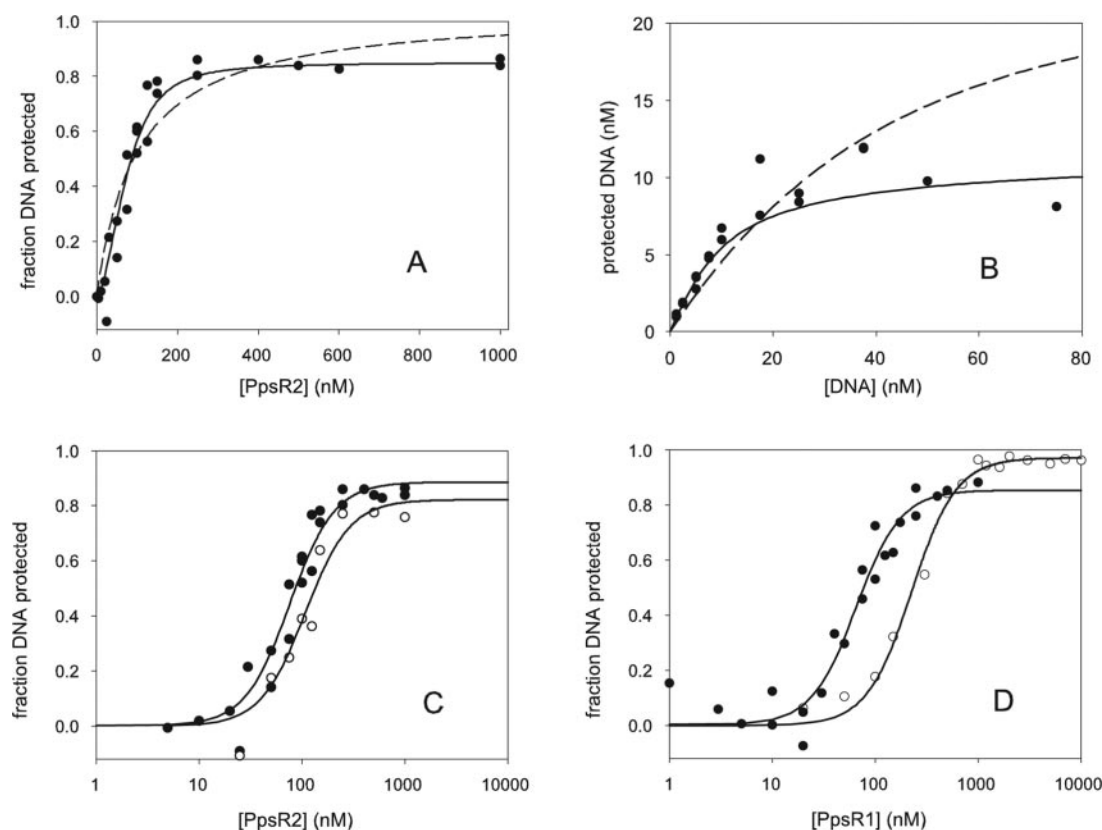 1.0
0.8
0.6
0.4
0.2
0.0
fraction DNA protected
A
0 200 400 600 800 1000
[PpsR2] (nM)
20
15
10
5
0
protected DNA (nM)
B
0 20 40 60 80
[DNA] (nM)
1.0
0.8
0.6
0.4
0.2
0.0
fraction DNA protected
C
1 10 100 1000 10000
[PpsR2] (nM)
1.0
0.8
0.6
0.4
0.2
0.0
fraction DNA protected
D
1 10 100 1000 10000
[PpsR1] (nM)